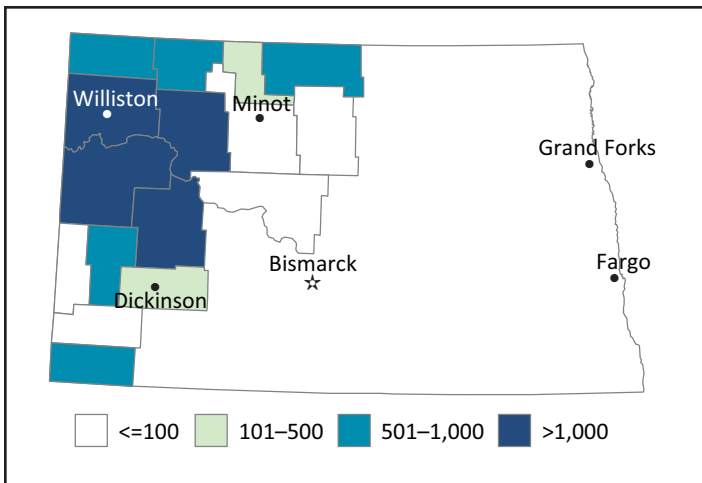 Williston
Minot
Grand Forks
Bismarck
Fargo
Dickinson
<=100 101–500 501–1,000 >1,000